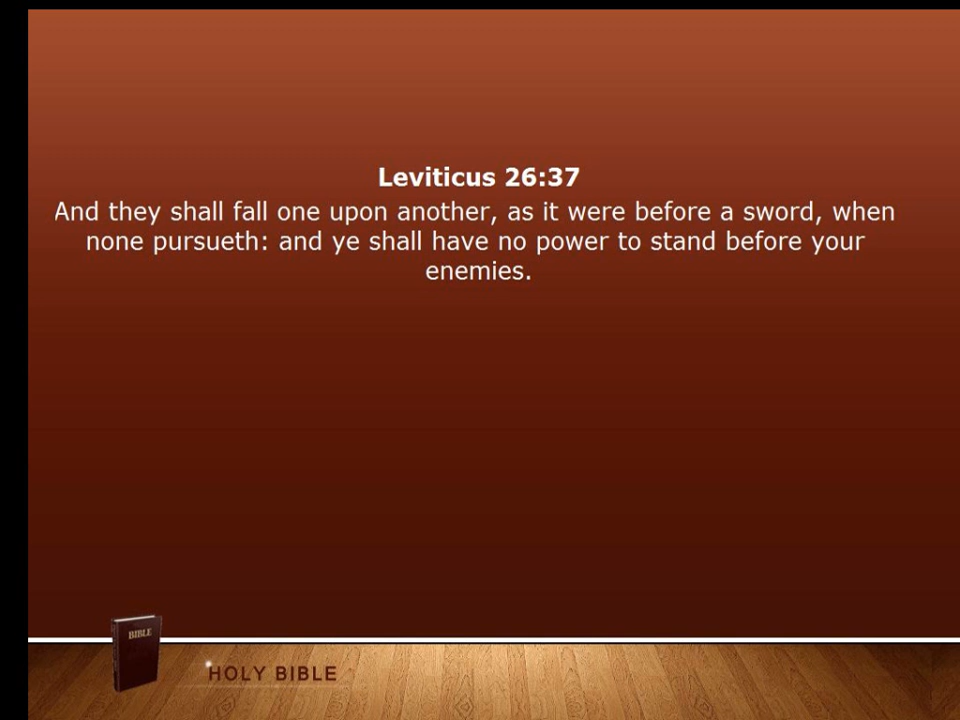 Leviticus 26:37
And they shall fall one upon another, as it were before a sword, when
none pursueth: and ye shall have no power to stand before your
enemies.
BIBLE
HOLY BIBLE